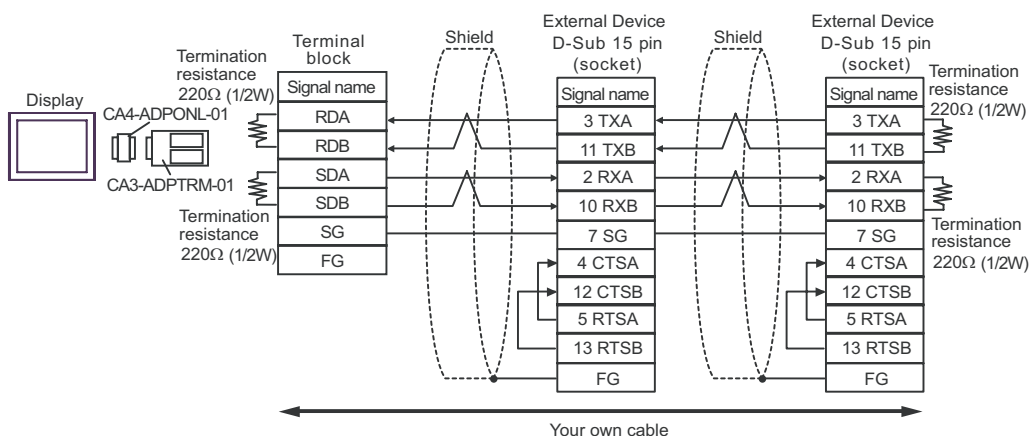 Display
CA4-ADPONL-01
CA3-ADPTRM-01
Termination
resistance
220Ω (1/2W)
Termination
resistance
220Ω (1/2W)
Terminal
block
Signal name
RDA
RDB
SDA
SDB
SG
FG
Shield
External Device
D-Sub 15 pin
(socket)
Signal name
3 TXA
11 TXB
2 RXA
10 RXB
7 SG
4 CTSA
12 CTSB
5 RTSA
13 RTSB
FG
Shield
External Device
D-Sub 15 pin
(socket)
Signal name
3 TXA
11 TXB
2 RXA
10 RXB
7 SG
4 CTSA
12 CTSB
5 RTSA
13 RTSB
FG
Termination
resistance
220Ω (1/2W)
Termination
resistance
220Ω (1/2W)
Your own cable